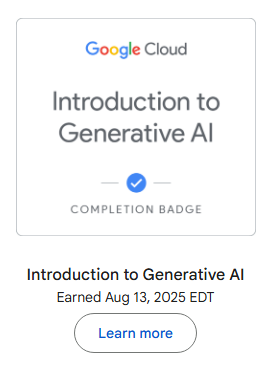 Google Cloud
Introduction to
Generative AI
COMPLETION BADGE
Introduction to Generative AI
Earned Aug 13, 2025 EDT
Learn more